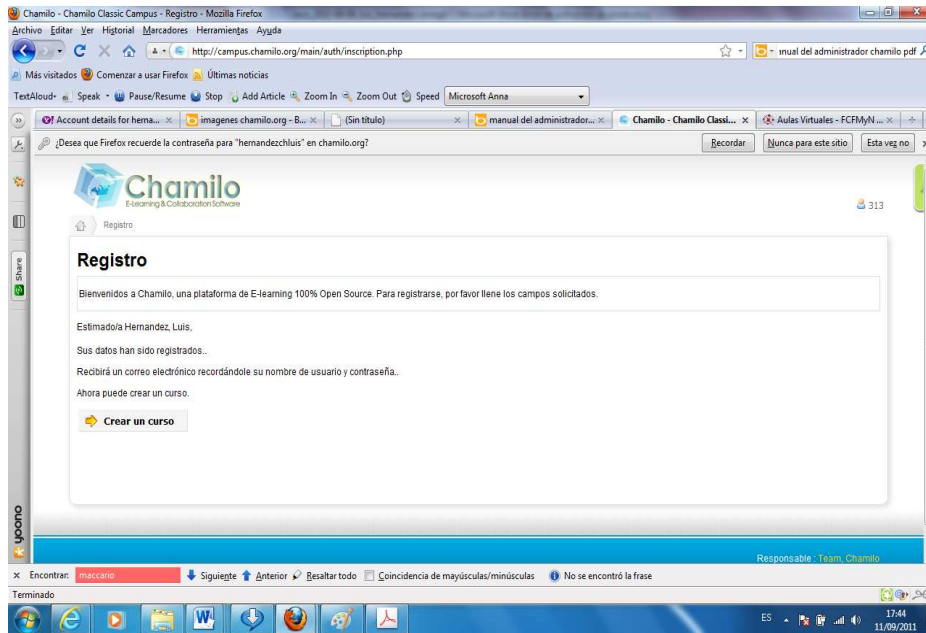 Chamilo - Chamilo Classic Campus - Registro - Mozilla Firefox
Archivo Editar Ver Historial Marcadores Herramientas Ayuda
http://campus.chamilo.org/main/auth/inscription.php
nual del administrador chamilo pdf
Más visitados Comenzar a usar Firefox Últimas noticias
TextAloud Speak Pause/Resume Stop Add Article Zoom In Zoom Out Speed Microsoft Anna
Account details for herna... imagenes chamilo.org - B... (Sin título) manual del administrador... Chamilo - Chamilo Classi... Aulas Virtuales - FCFMyN ...
¿Desea que Firefox recuerde la contraseña para "hernandezchluis" en chamilo.org? Recordar Nunca para este sitio Esta vez no
Chamilo
E-Learning & Collaboration Software
313
Registro
Share
Registro
Bienvenidos a Chamilo, una plataforma de E-learning 100% Open Source. Para registrarse, por favor llene los campos solicitados.
Estimado/a Hernandez, Luis,
Sus datos han sido registrados..
Recibirá un correo electrónico recordándole su nombre de usuario y contraseña..
Ahora puede crear un curso.
Crear un curso
yoono
Responsable : Team, Chamilo
Encontrar: maccario Siguiente Anterior Resaltar todo Coincidencia de mayúsculas/minúsculas No se encontró la frase
Terminado
ES 17:44
11/09/2011